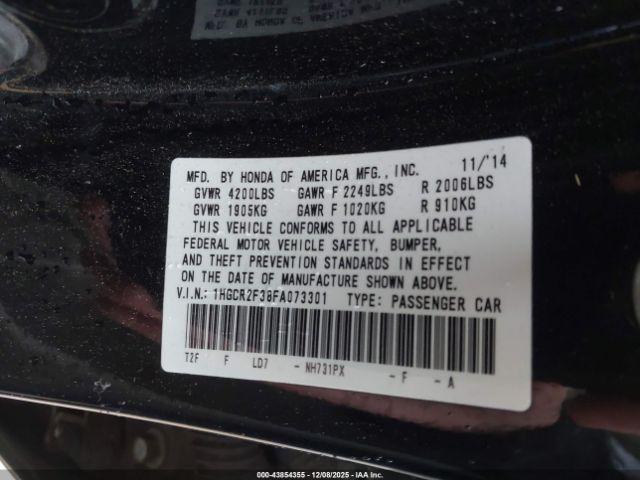 MFD. BY HONDA OF AMERICA MFG., INC. 11/'14
GVWR 4200LBS GAWR F 2249LBS R 2006LBS
GVWR 1905KG GAWR F 1020KG R 910KG
THIS VEHICLE CONFORMS TO ALL APPLICABLE
FEDERAL MOTOR VEHICLE SAFETY, BUMPER,
AND THEFT PREVENTION STANDARDS IN EFFECT
ON THE DATE OF MANUFACTURE SHOWN ABOVE.
V.I.N.: 1HGCR2F38FA073301 TYPE: PASSENGER CAR
T2F F LD7 - NH731PX - F - A
000-43854355 | 12/08/2025 - © IAA Inc.